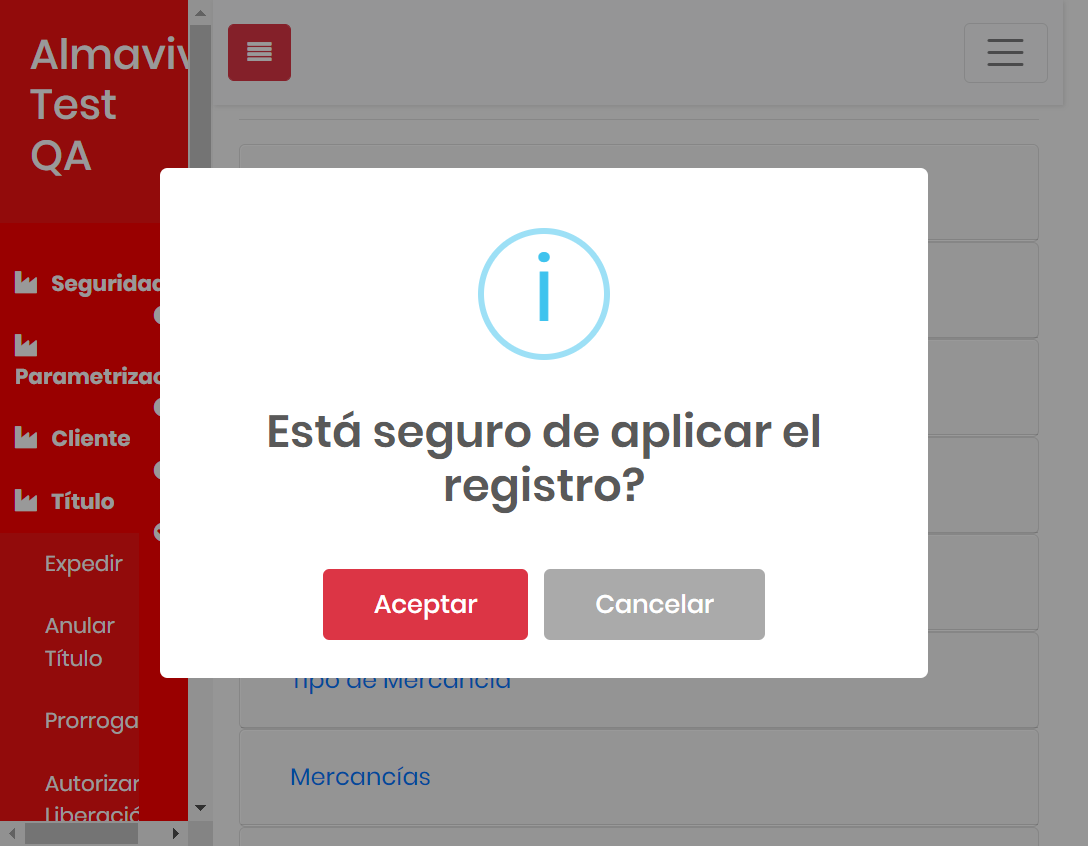 Almaviv
Test
QA
Seguridad
Parametrizac
Cliente
Título
Expedir
Anular
Título
Prorroga
Autorizar
Liberació
Está seguro de aplicar el
registro?
Aceptar
Cancelar
Tipo de Mercancía
Mercancías